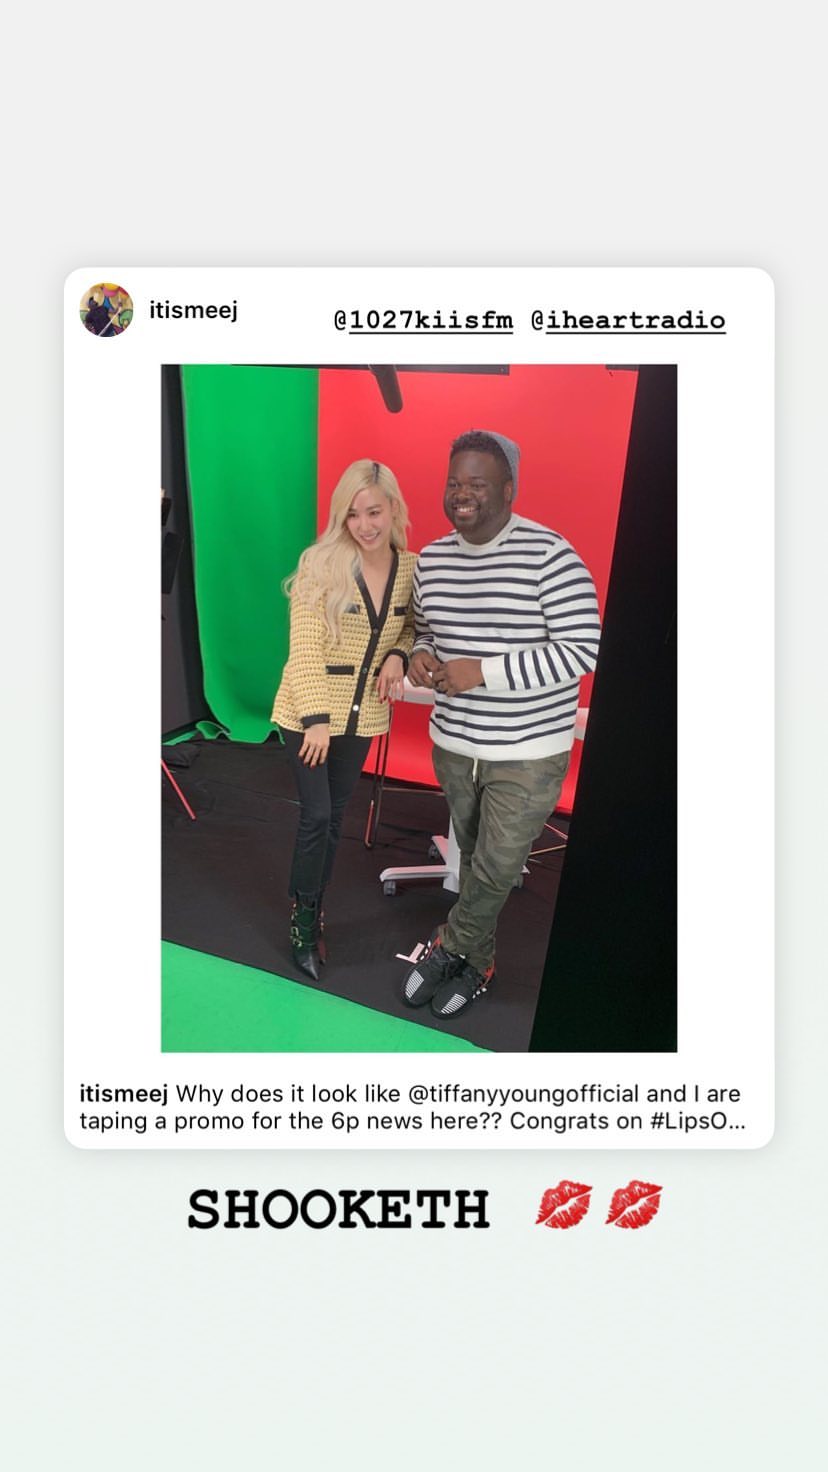 itismeej
@1027kiisfm @iheartradio
itismeej Why does it look like @tiffanyyoungofficial and I are
taping a promo for the 6p news here?? Congrats on #LipsO...
SHOOKETH 💋💋